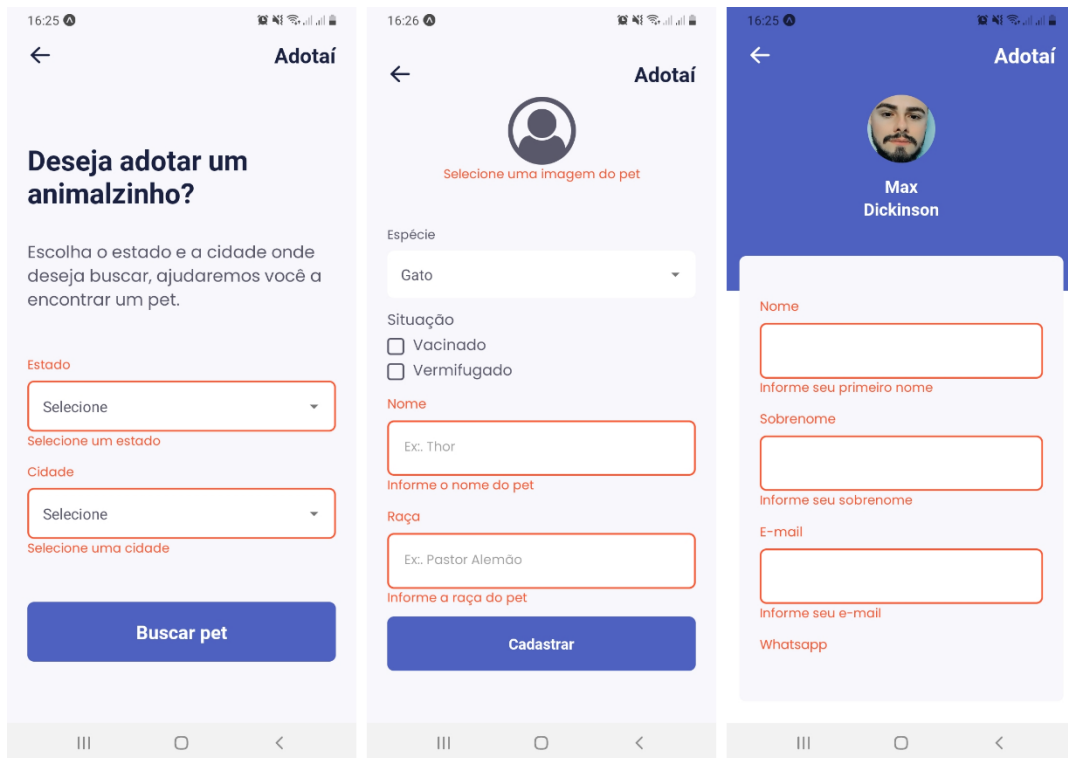 16:25
Adotaí
Deseja adotar um
animalzinho?
Escolha o estado e a cidade onde
deseja buscar, ajudaremos você a
encontrar um pet.
Estado
Selecione
Selecione um estado
Cidade
Selecione
Selecione uma cidade
Buscar pet
16:26
Adotaí
Selecione uma imagem do pet
Espécie
Gato
Situação
Vacinado
Vermifugado
Nome
Ex:. Thor
Informe o nome do pet
Raça
Ex:. Pastor Alemão
Informe a raça do pet
Cadastrar
16:25
Adotaí
Max
Dickinson
Nome
Informe seu primeiro nome
Sobrenome
Informe seu sobrenome
E-mail
Informe seu e-mail
Whatsapp